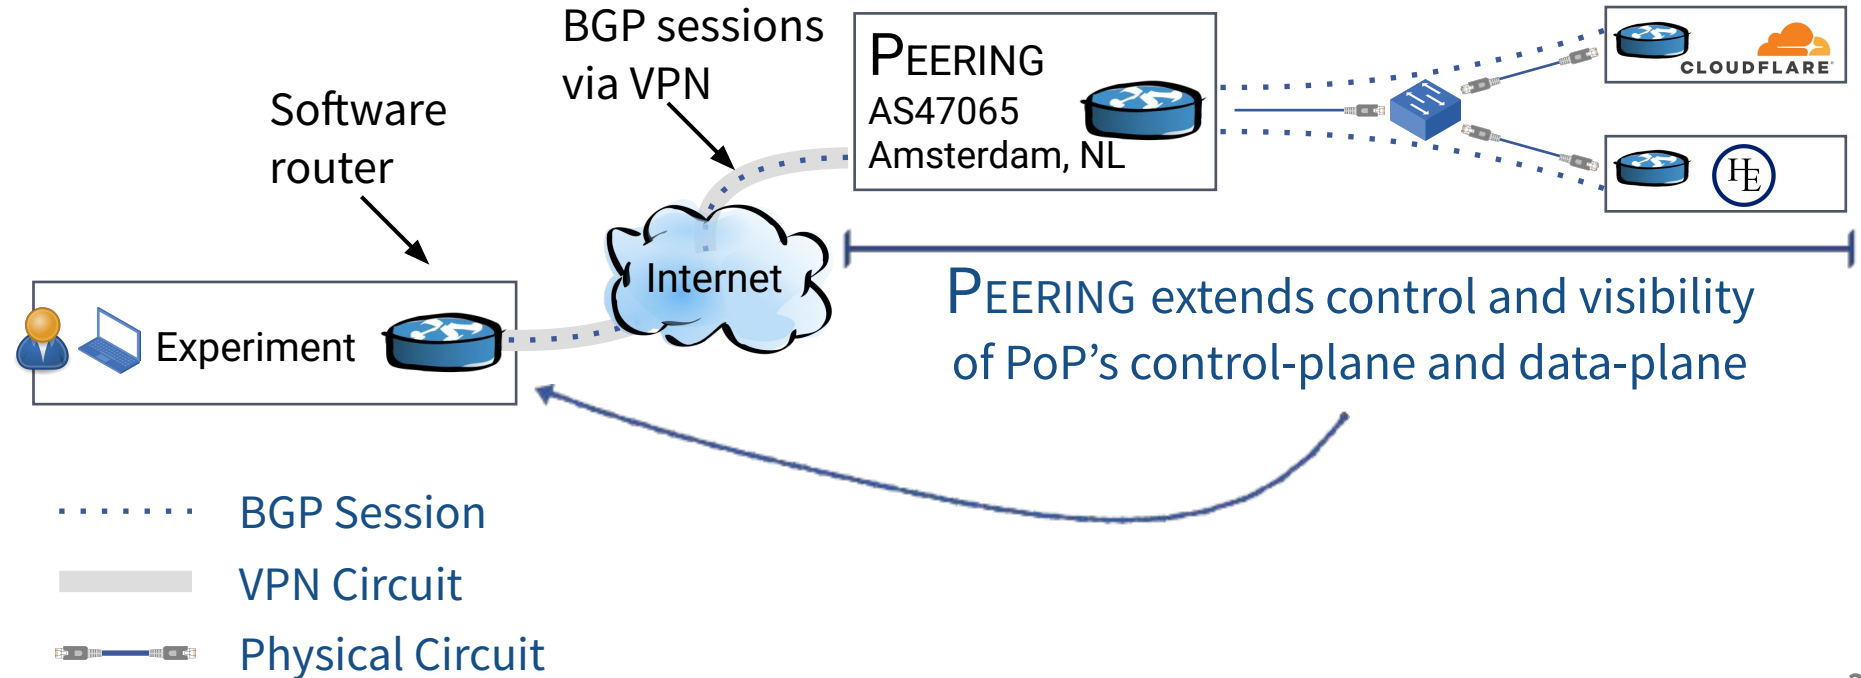 BGP sessions
via VPN
Software
router
PEERING
AS47065
Amsterdam, NL
CLOUDFLARE
HE
Internet
Experiment
PEERING extends control and visibility
of PoP’s control-plane and data-plane
BGP Session
VPN Circuit
Physical Circuit